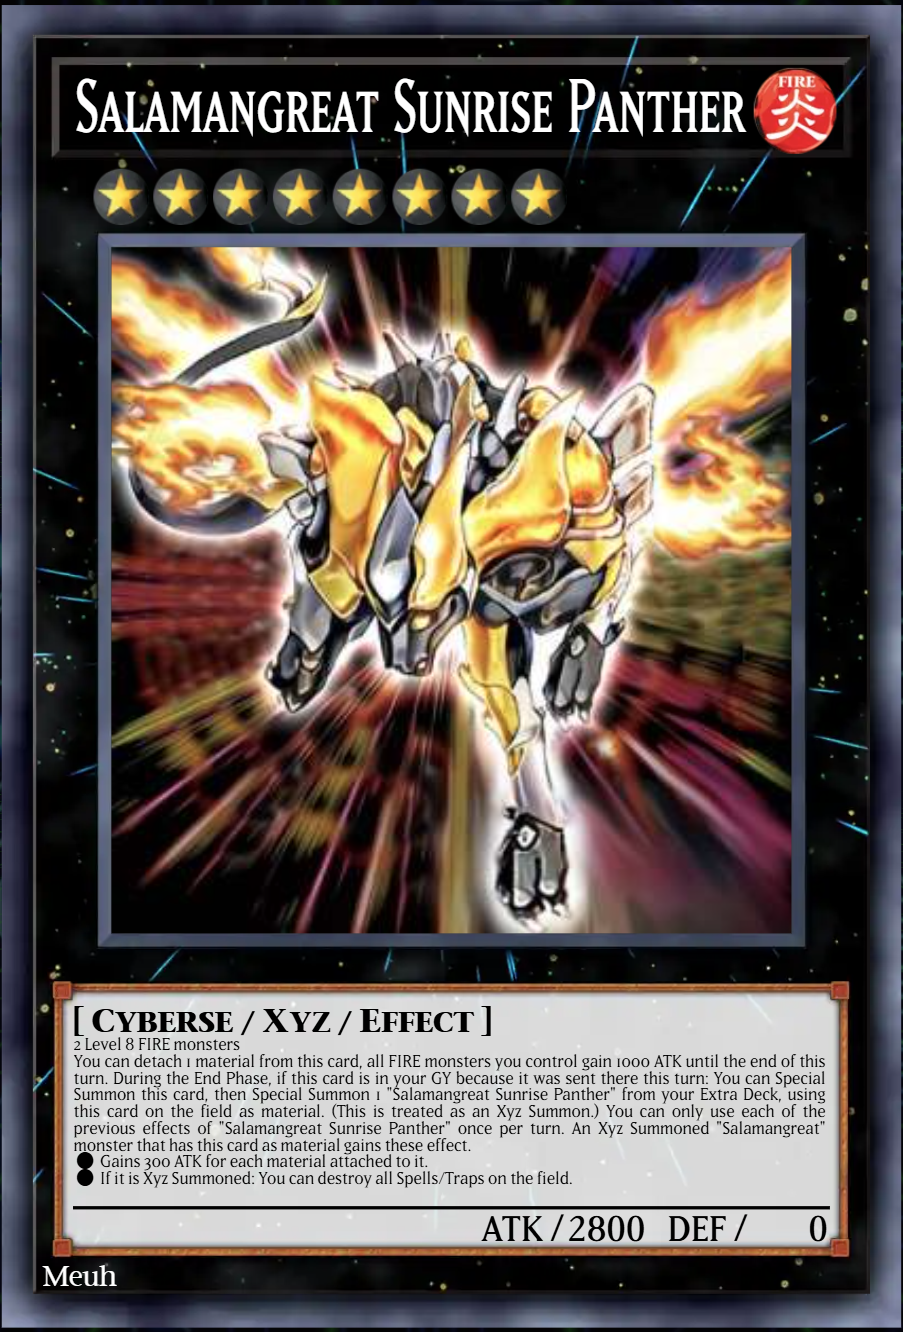 Salamangreat Sunrise Panther
FIRE
炎
[ Cyberse / Xyz / Effect ]
2 Level 8 FIRE monsters
You can detach 1 material from this card, all FIRE monsters you control gain 1000 ATK until the end of this
turn. During the End Phase, if this card is in your GY because it was sent there this turn: You can Special
Summon this card, then Special Summon 1 "Salamangreat Sunrise Panther" from your Extra Deck, using
this card on the field as material. (This is treated as an Xyz Summon.) You can only use each of the
previous effects of "Salamangreat Sunrise Panther" once per turn. An Xyz Summoned "Salamangreat"
monster that has this card as material gains these effect.
● Gains 300 ATK for each material attached to it.
● If it is Xyz Summoned: You can destroy all Spells/Traps on the field.
ATK / 2800 DEF / 0
Meuh